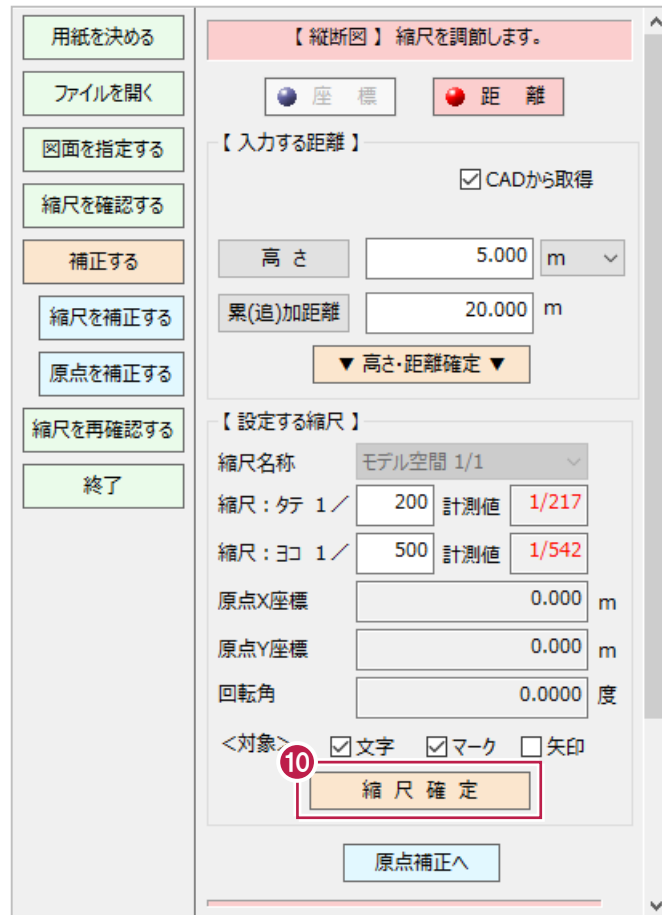 用紙を決める
ファイルを開く
図面を指定する
縮尺を確認する
補正する
縮尺を補正する
原点を補正する
縮尺を再確認する
終了
【 縦断図 】 縮尺を調節します。
座 標
距 離
【 入力する距離 】
CADから取得
高 さ 5.000 m
累(追)加距離 20.000 m
▼ 高さ・距離確定 ▼
【 設定する縮尺 】
縮尺名称 モデル空間 1/1
縮尺：タテ 1／ 200 計測値 1/217
縮尺：ヨコ 1／ 500 計測値 1/542
原点X座標 0.000 m
原点Y座標 0.000 m
回転角 0.0000 度
<対象> 文字 マーク 矢印
10
縮 尺 確 定
原点補正へ